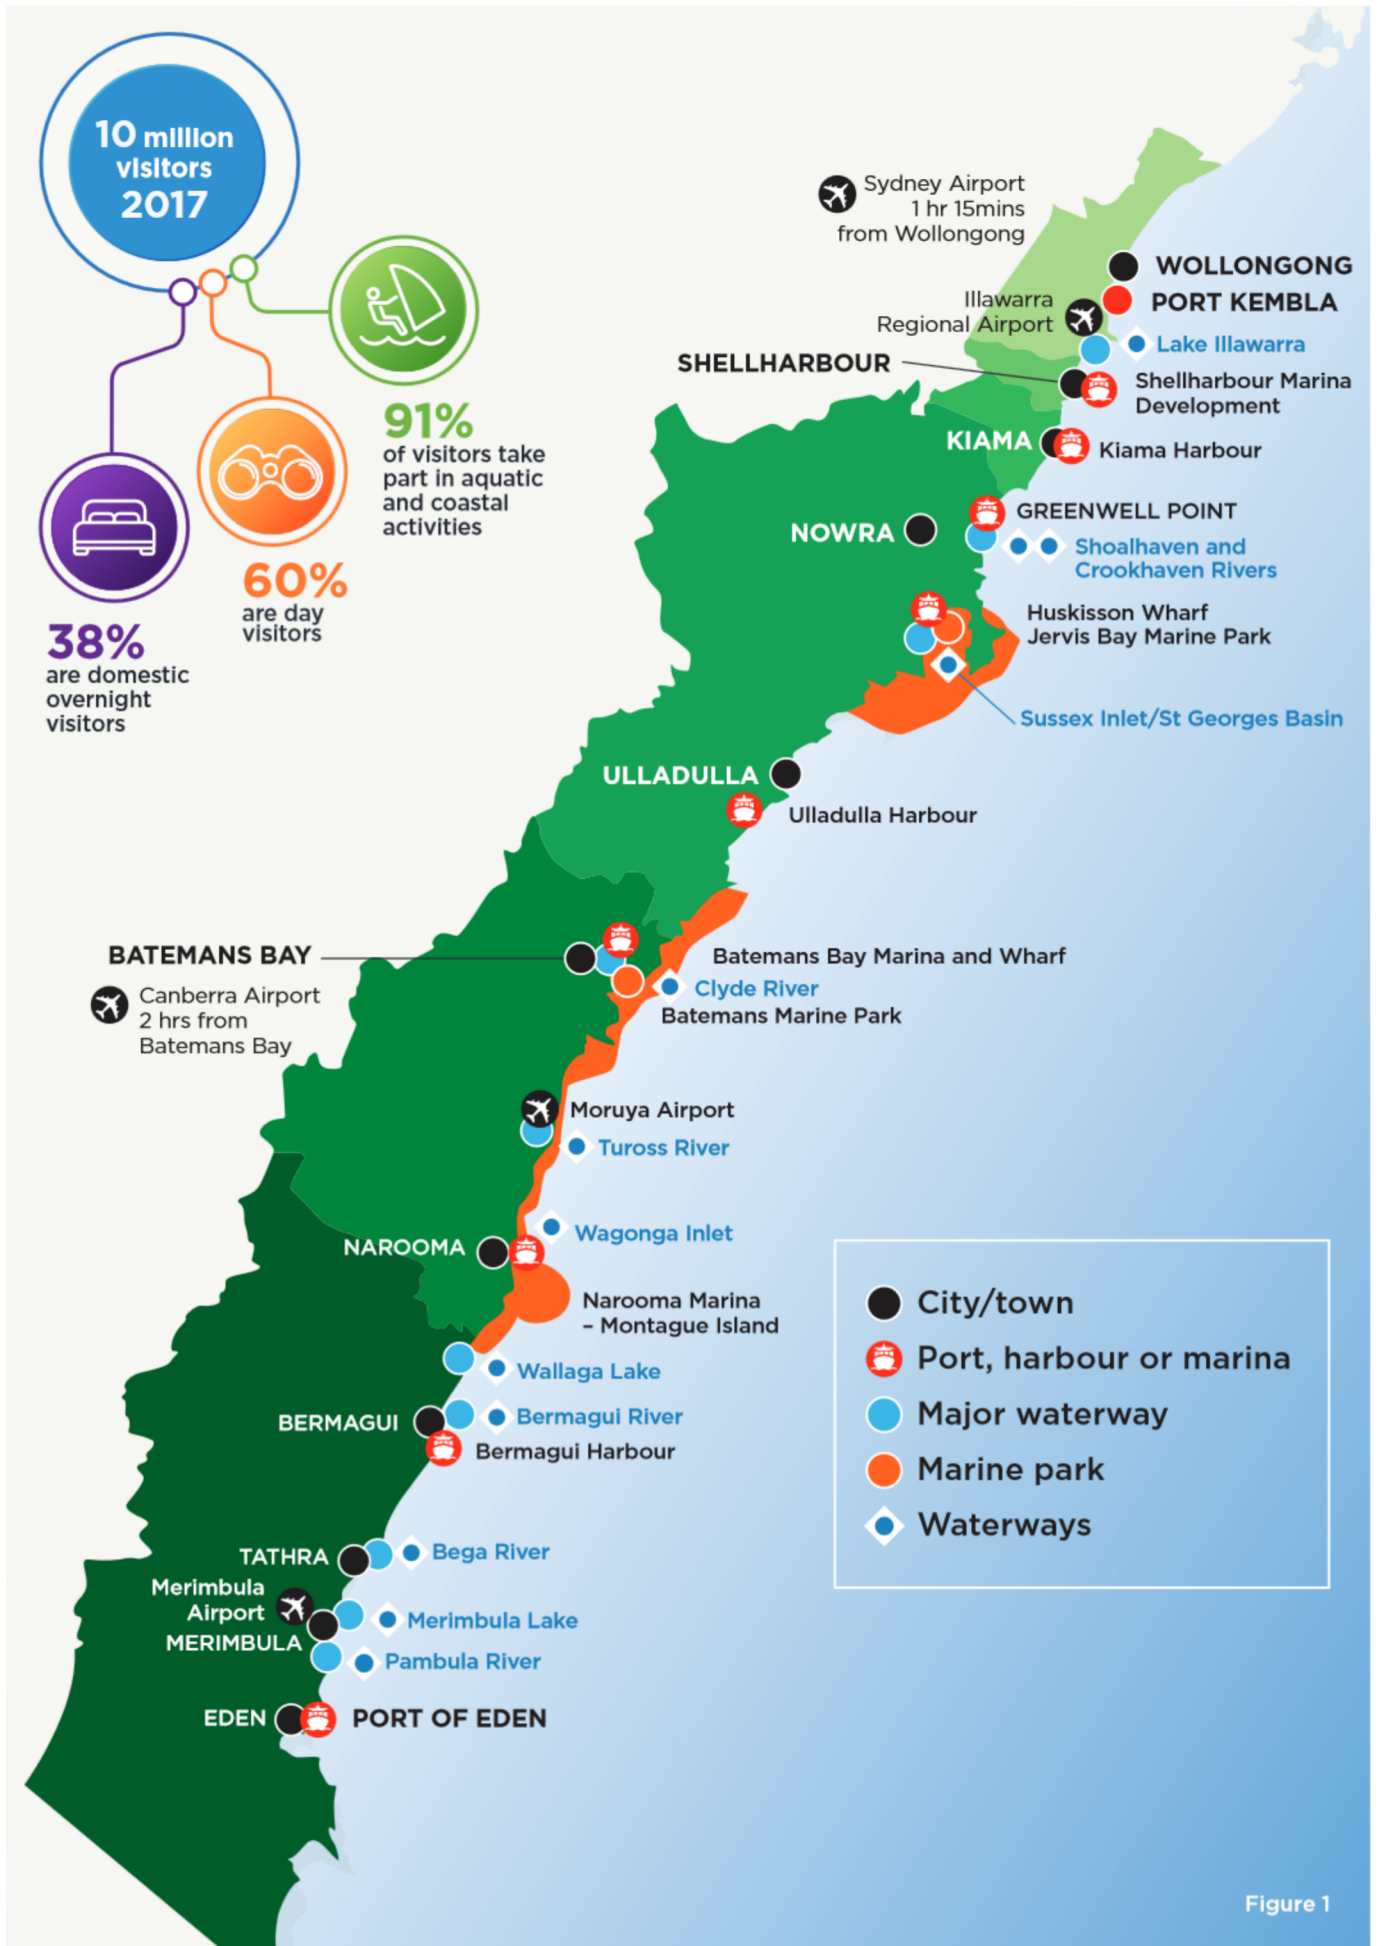 10 million
visitors
2017
91%
of visitors take
part in aquatic
and coastal
activities
60%
are day
visitors
38%
are domestic
overnight
visitors
Sydney Airport
1 hr 15mins
from Wollongong
WOLLONGONG
PORT KEMBLA
Illawarra
Regional Airport
Lake Illawarra
SHELLHARBOUR
Shellharbour Marina
Development
KIAMA
Kiama Harbour
GREENWELL POINT
NOWRA
Shoalhaven and
Crookhaven Rivers
Huskisson Wharf
Jervis Bay Marine Park
Sussex Inlet/St Georges Basin
ULLADULLA
Ulladulla Harbour
BATEMANS BAY
Batemans Bay Marina and Wharf
Clyde River
Batemans Marine Park
Canberra Airport
2 hrs from
Batemans Bay
Moruya Airport
Tuross River
Wagonga Inlet
NAROOMA
Narooma Marina
– Montague Island
Wallaga Lake
BERMAGUI
Bermagui River
Bermagui Harbour
TATHRA
Bega River
Merimbula
Airport
MERIMBULA
Merimbula Lake
Pambula River
EDEN
PORT OF EDEN
City/town
Port, harbour or marina
Major waterway
Marine park
Waterways
Figure 1